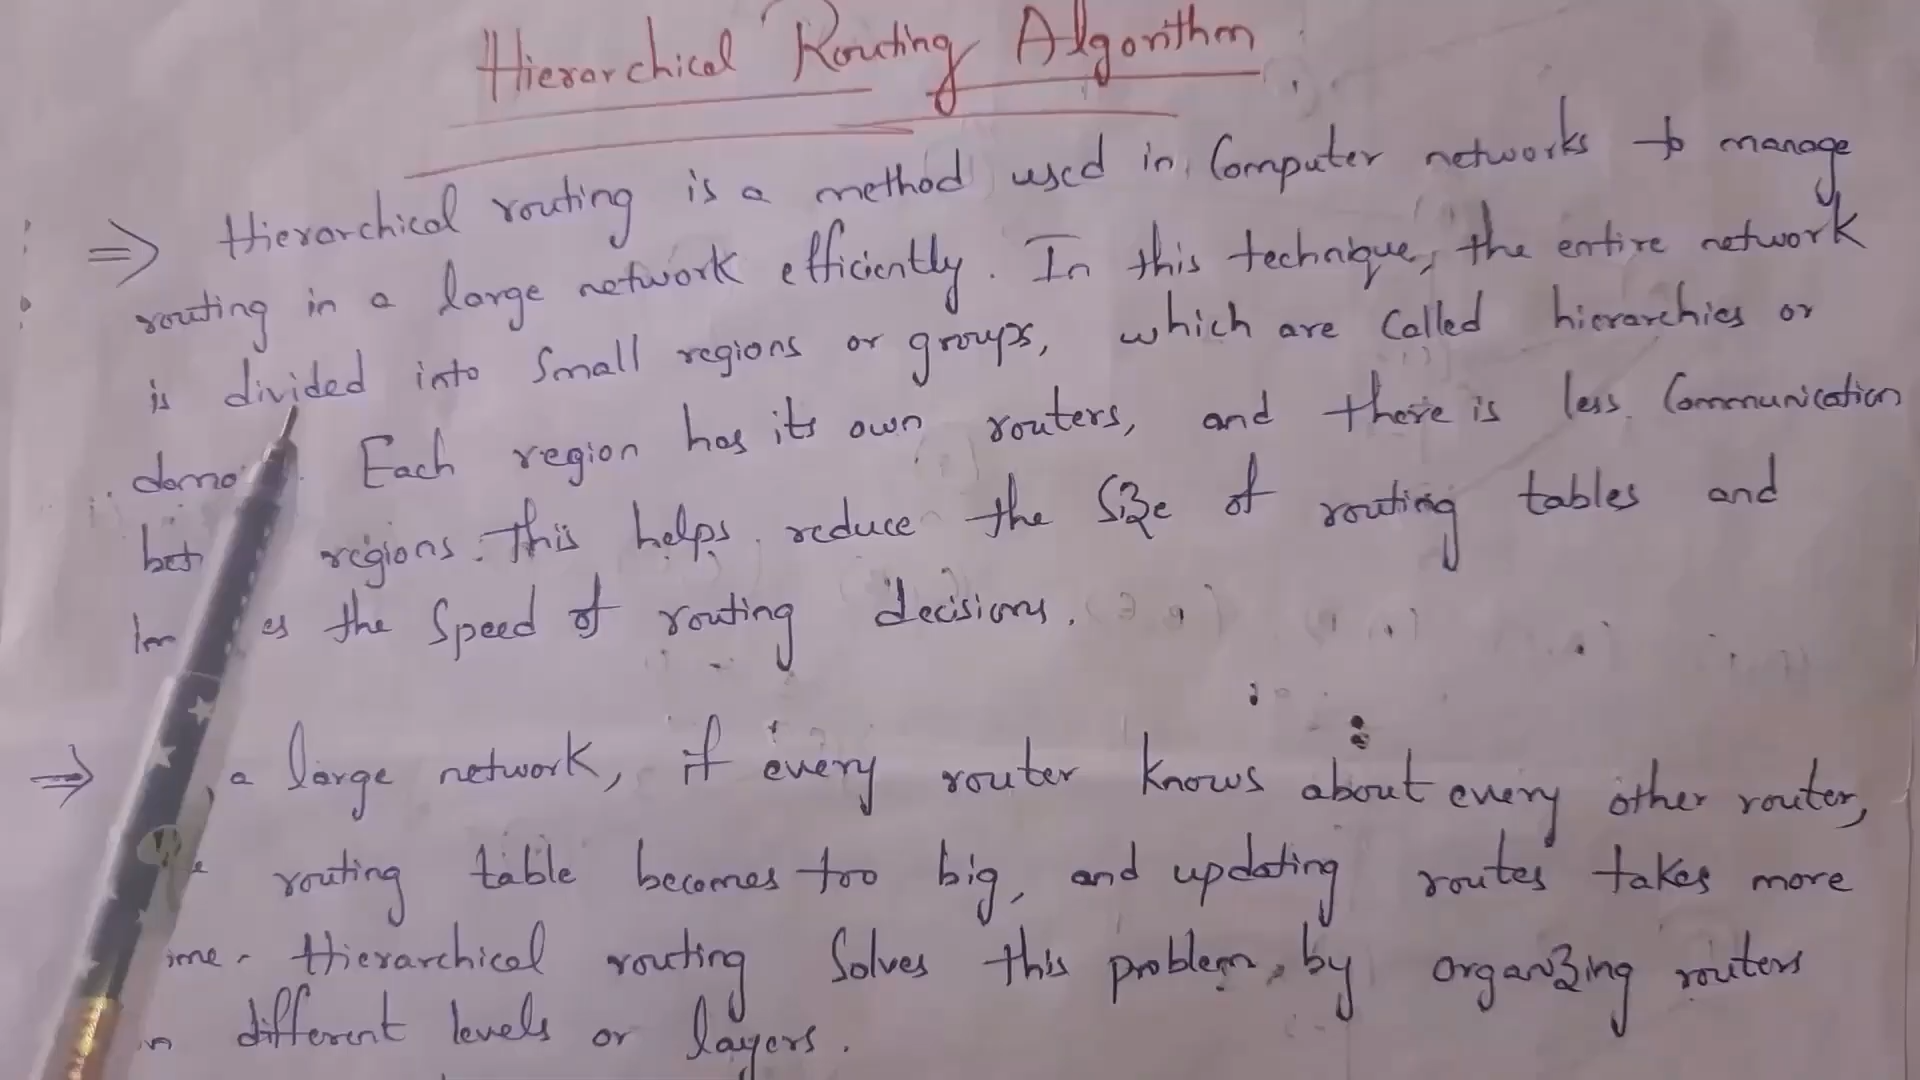 Hierarchical Routing Algorithm
⇒ Hierarchical routing is a method used in Computer networks to manage
routing in a large network efficiently. In this technique, the entire network
is divided into Small regions or groups, which are Called hierarchies or
Each region has its own routers, and there is less Communication
regions. this helps reduce the Size of routing tables and
the Speed of routing decisions.
⇒ a large network, if every router knows about every other router,
routing table becomes too big, and updating routes takes more
Hierarchical routing Solves this problem, by organzing routers
different levels or layers.